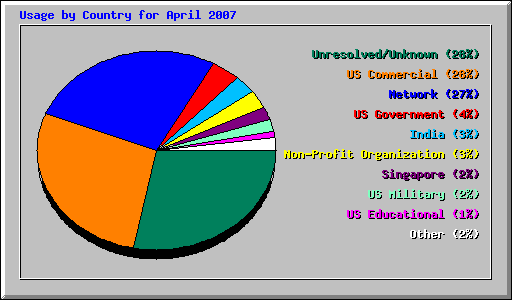 Usage by Country for April 2007
Unresolved/Unknown (28%)
US Commercial (28%)
Network (27%)
US Government (4%)
India (3%)
Non-Profit Organization (3%)
Singapore (2%)
US Military (2%)
US Educational (1%)
Other (2%)